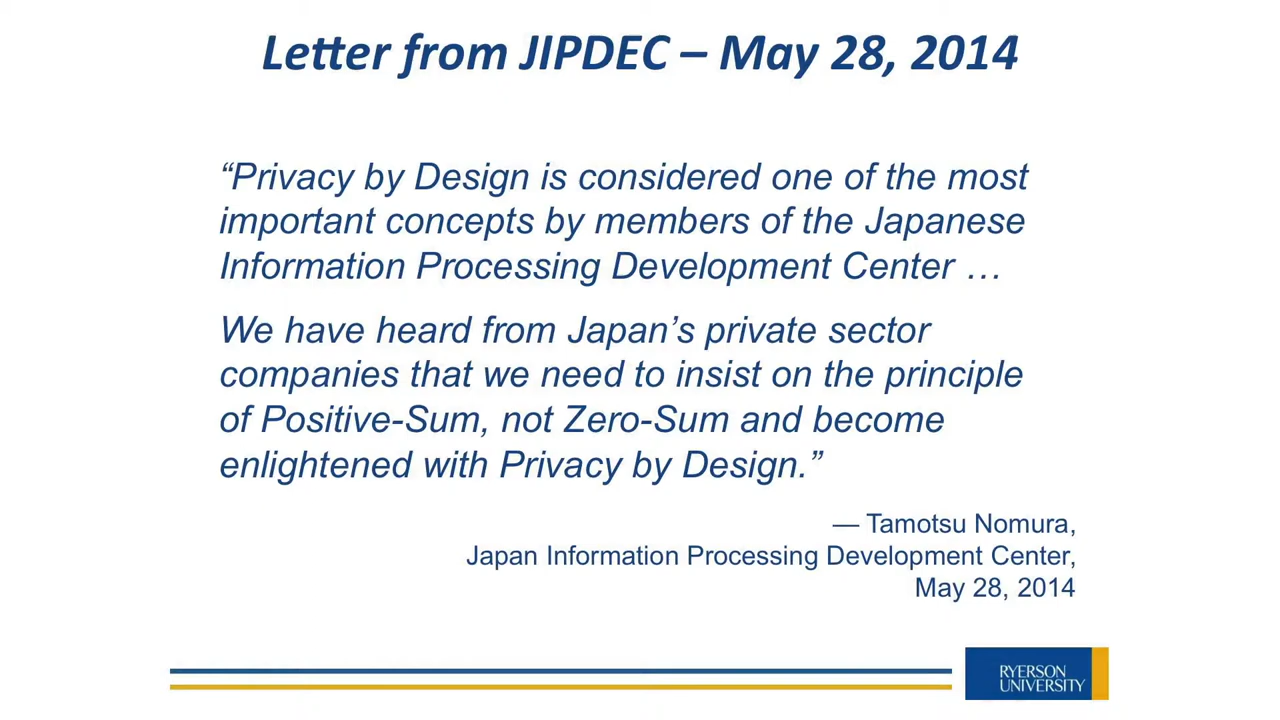 Letter from JIPDEC – May 28, 2014
“Privacy by Design is considered one of the most
important concepts by members of the Japanese
Information Processing Development Center …
We have heard from Japan’s private sector
companies that we need to insist on the principle
of Positive-Sum, not Zero-Sum and become
enlightened with Privacy by Design.”
— Tamotsu Nomura,
Japan Information Processing Development Center,
May 28, 2014
RYERSON
UNIVERSITY